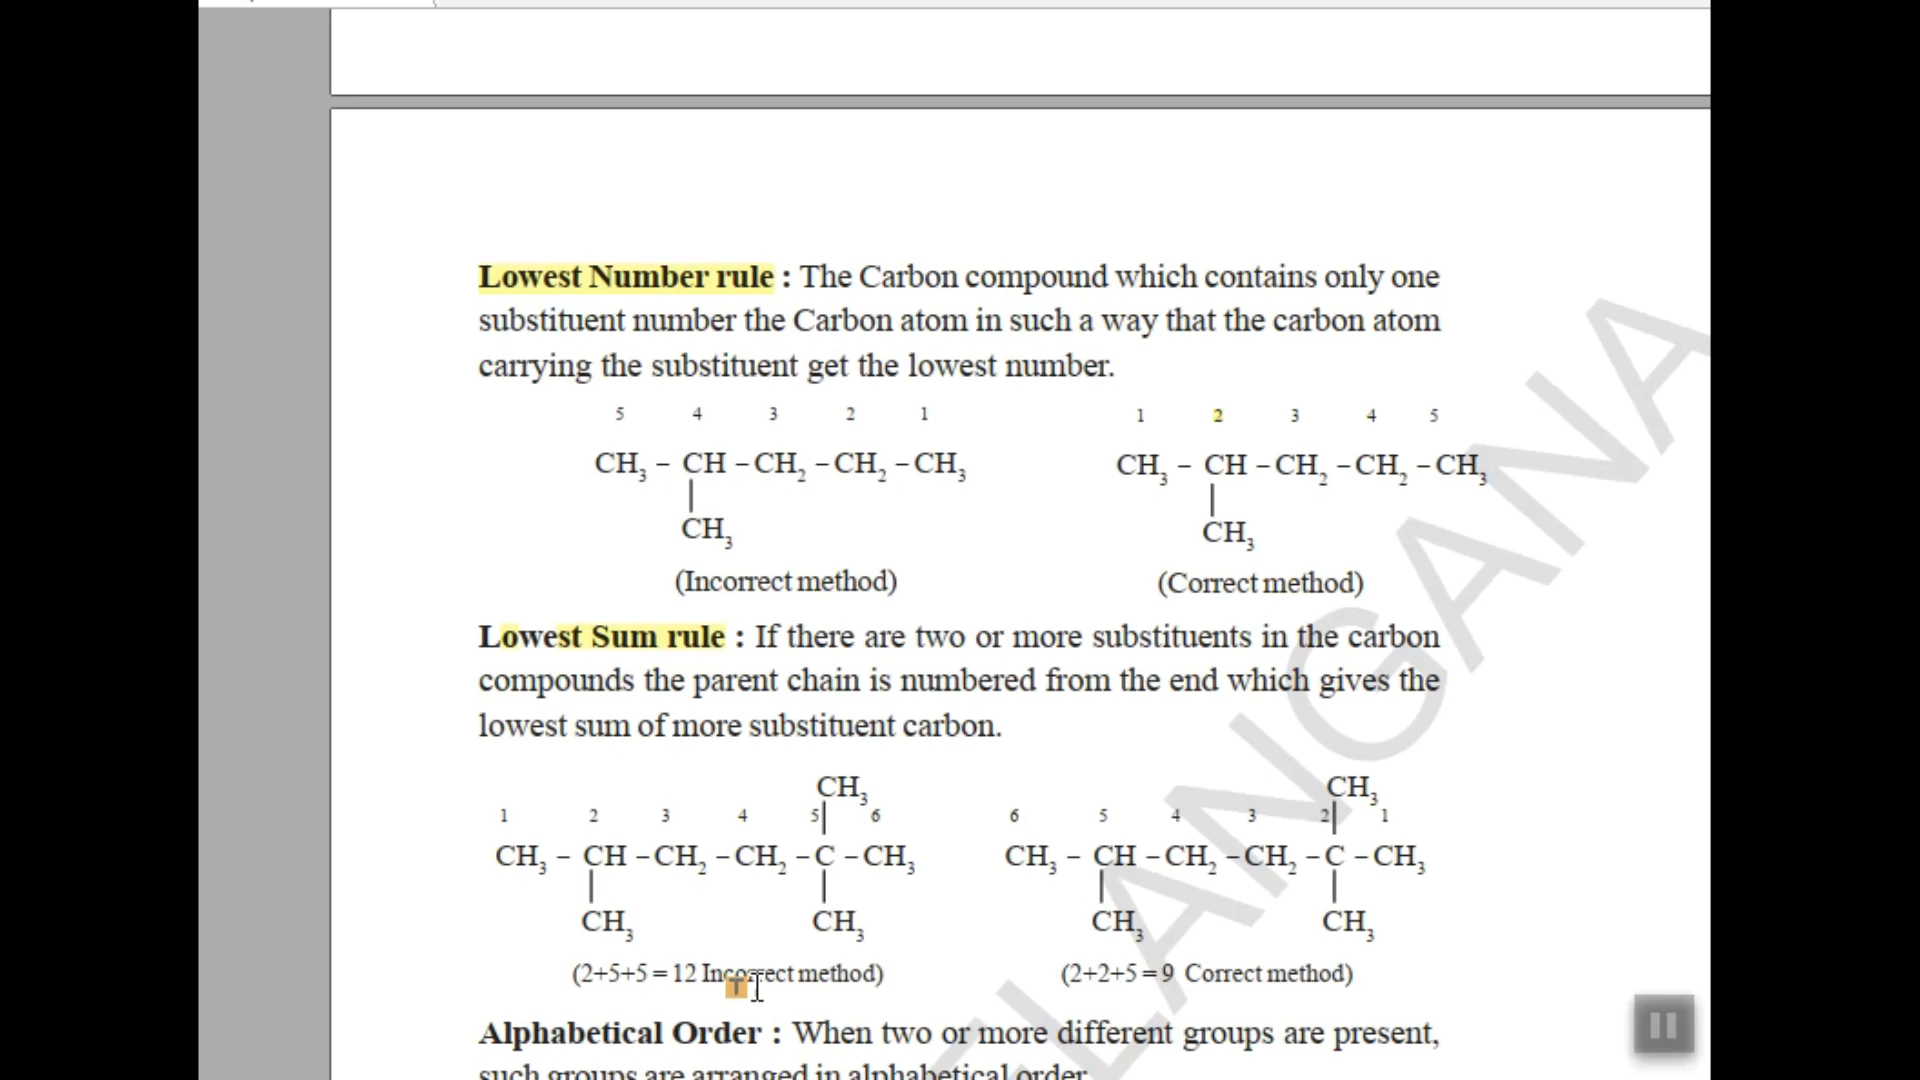 Lowest Number rule : The Carbon compound which contains only one
substituent number the Carbon atom in such a way that the carbon atom
carrying the substituent get the lowest number.
5 4 3 2 1
CH3 – CH – CH2 – CH2 – CH3
|
CH3
(Incorrect method)
1 2 3 4 5
CH3 – CH – CH2 – CH2 – CH3
|
CH3
(Correct method)
Lowest Sum rule : If there are two or more substituents in the carbon
compounds the parent chain is numbered from the end which gives the
lowest sum of more substituent carbon.
CH3
1 2 3 4 5| 6
CH3 – CH – CH2 – CH2 – C – CH3
| |
CH3 CH3
(2+5+5 = 12 Incorrect method)
CH3
6 5 4 3 2| 1
CH3 – CH – CH2 – CH2 – C – CH3
| |
CH3 CH3
(2+2+5 = 9 Correct method)
T
Alphabetical Order : When two or more different groups are present,
such groups are arranged in alphabetical order
ELANGANA